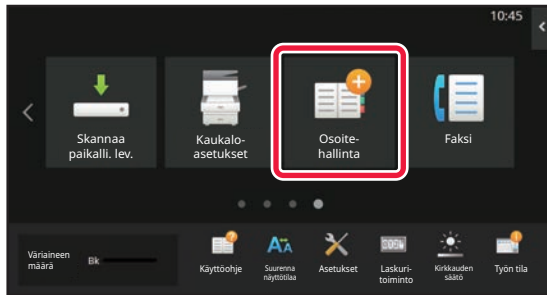 10:45
Skannaa
paikalli. lev.
Kaukalo-
asetukset
Osoite-
hallinta
Faksi
Väriaineen
määrä
Bk
Käyttöohje
Suurenna
näyttötilaa
Asetukset
Laskuri-
toiminto
Kirkkauden
säätö
Työn tila